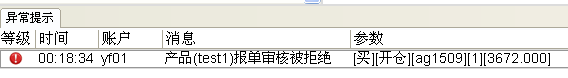 异常提示
等级 时间 账户 消息 参数
00:18:34 yf01 产品(test1)报单审核被拒绝 [买][开仓][ag1509][1][3672.000]